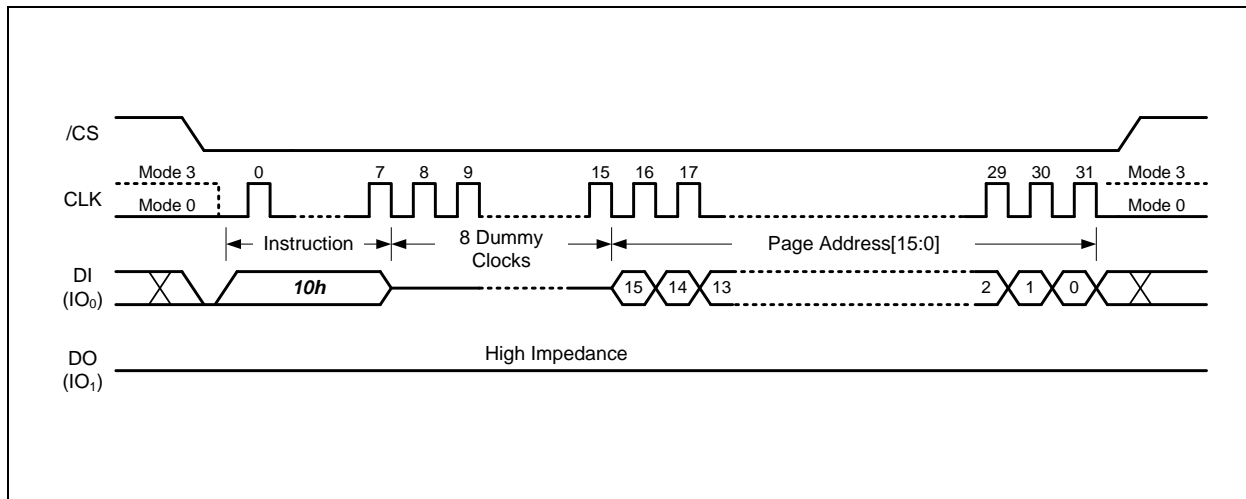 /CS
Mode 3 0 7 8 9 15 16 17 29 30 31 Mode 3
CLK
Mode 0 Mode 0
Instruction 8 Dummy Clocks Page Address[15:0]
DI
(IO₀)
10h 15 14 13 2 1 0
High Impedance
DO
(IO₁)